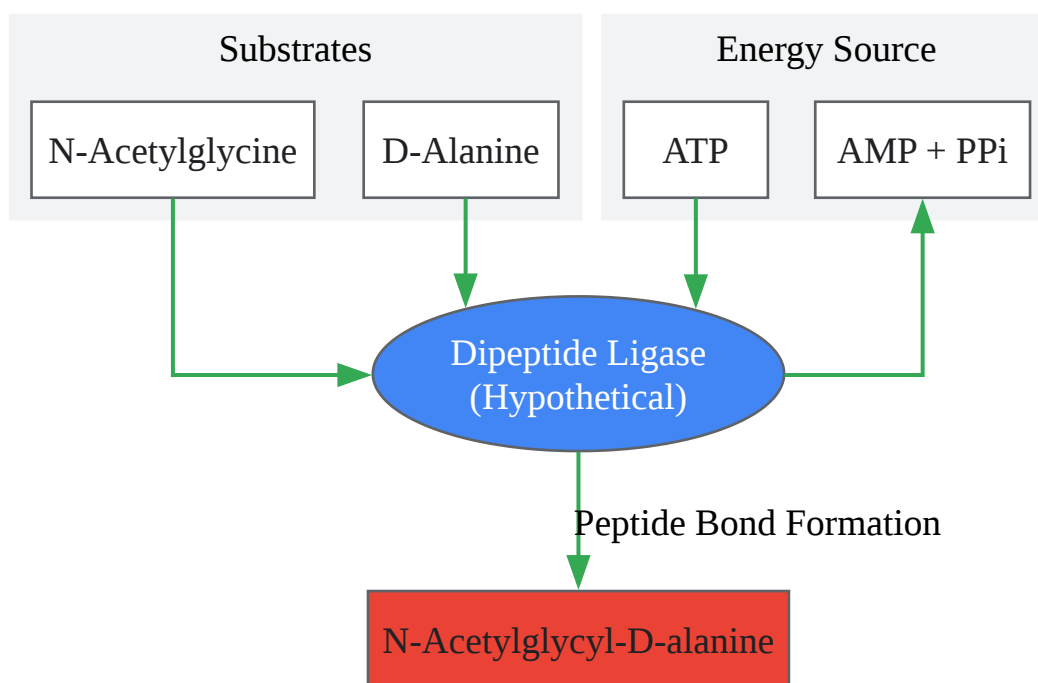 Substrates
Energy Source
N-Acetylglycine
D-Alanine
ATP
AMP + PPi
Dipeptide Ligase
(Hypothetical)
Peptide Bond Formation
N-Acetylglycyl-D-alanine